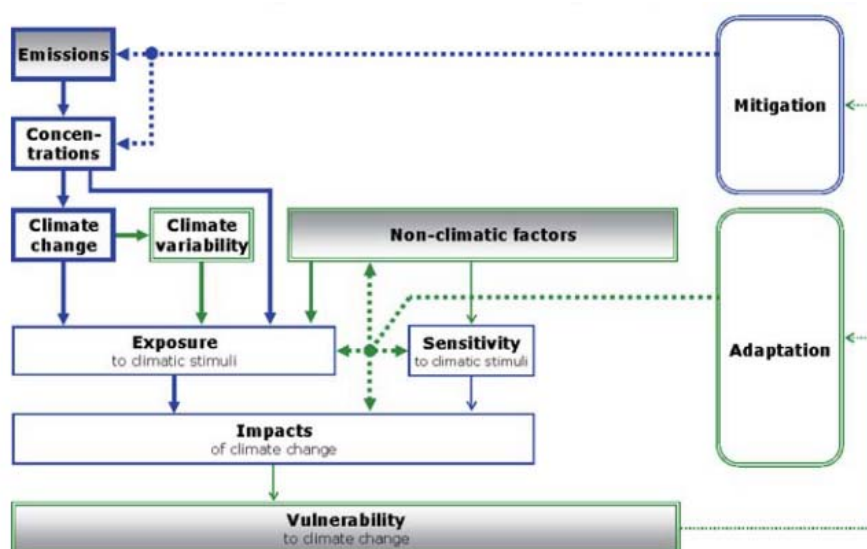 Emissions
Mitigation
Concen-
trations
Climate
change
Climate
variability
Non-climatic factors
Adaptation
Exposure
to climatic stimuli
Sensitivity
to climatic stimuli
Impacts
of climate change
Vulnerability
to climate change